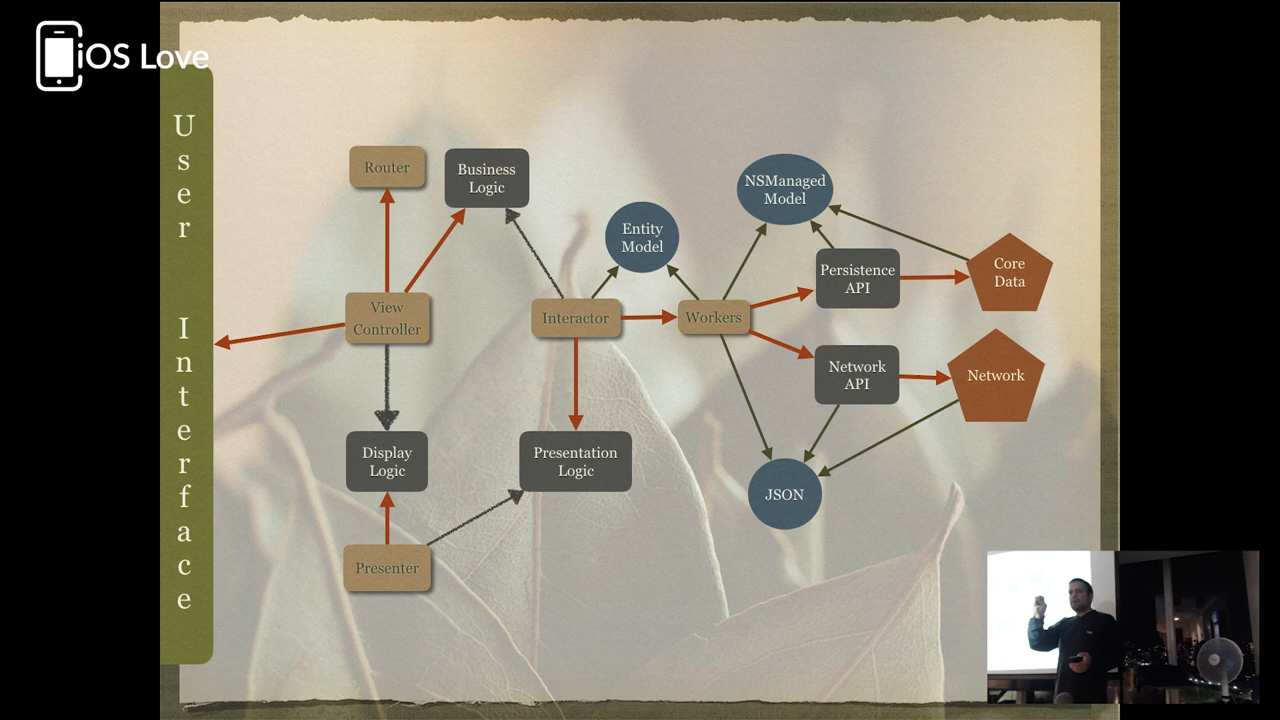 iOS Love
User Interface
Router
Business
Logic
NSManaged
Model
Entity
Model
Persistence
API
Core
Data
View
Controller
Interactor
Workers
Network
API
Network
Display
Logic
Presentation
Logic
JSON
Presenter